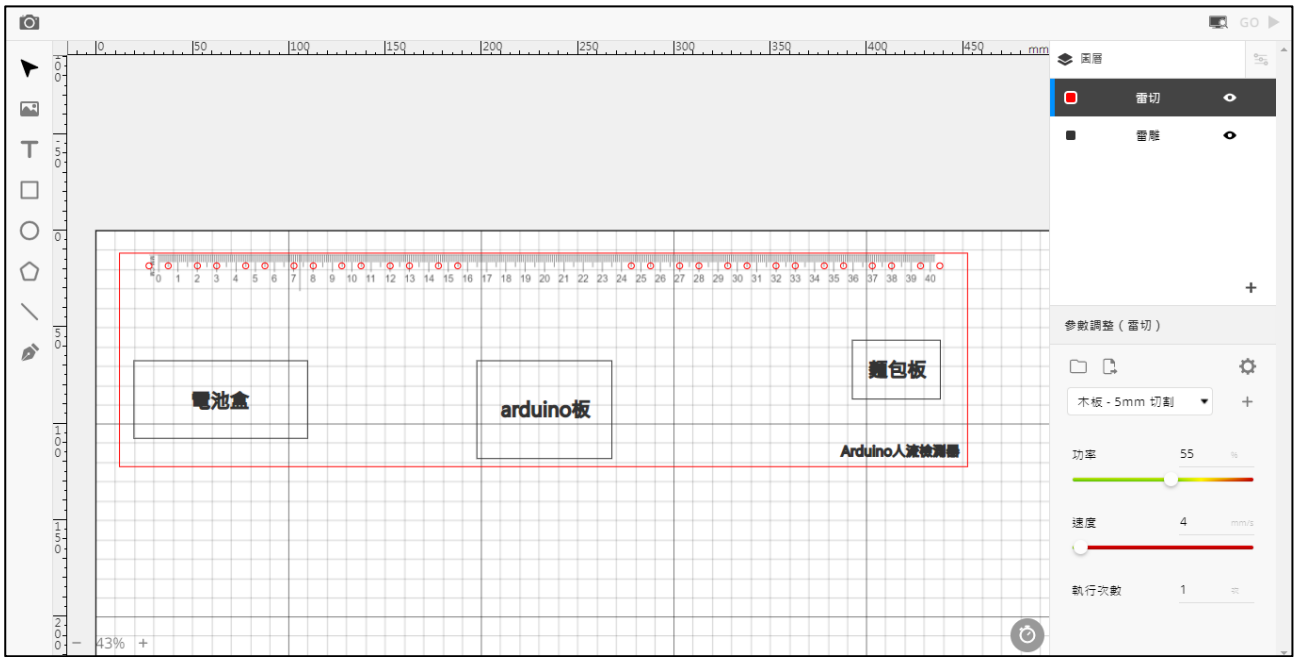 GO
0 50 100 150 200 250 300 350 400 450 mm
圖層
雷切
雷雕
0 1 2 3 4 5 6 7 8 9 10 11 12 13 14 15 16 17 18 19 20 21 22 23 24 25 26 27 28 29 30 31 32 33 34 35 36 37 38 39 40
電池盒
arduino板
麵包板
Arduino人流檢測器
參數調整（雷切）
木板 - 5mm 切割
功率 55 %
速度 4 mm/s
執行次數 1 次
43%
-50
0
50
100
150
200